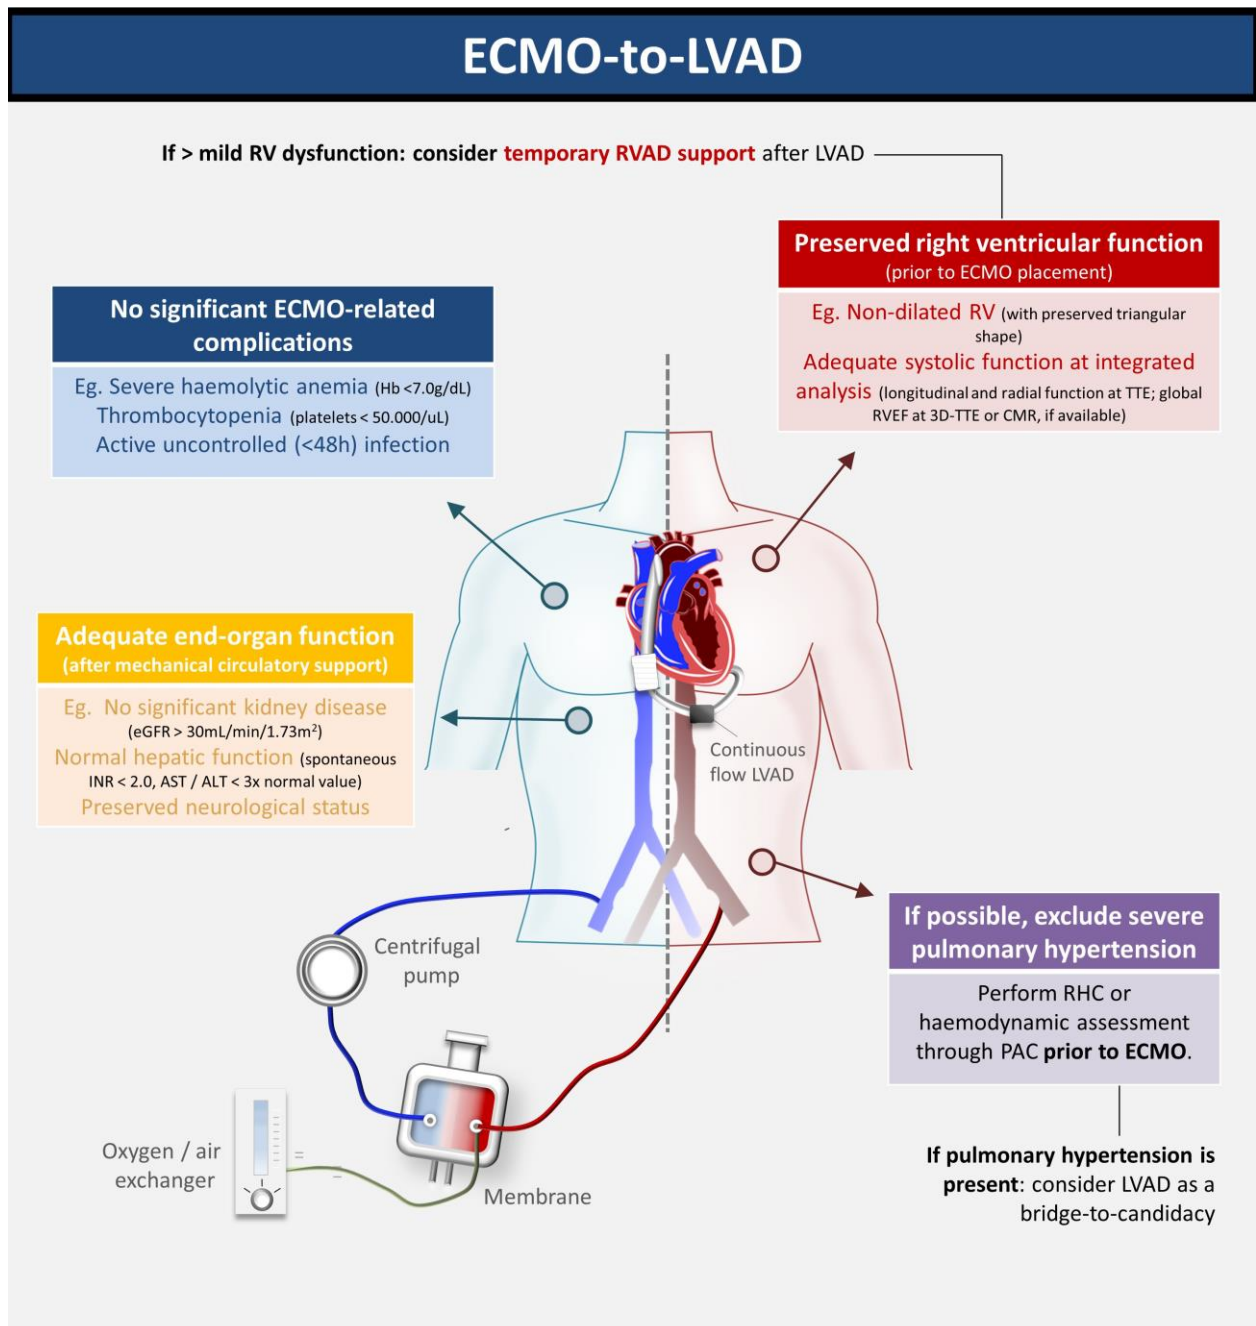 ECMO-to-LVAD
If > mild RV dysfunction: consider temporary RVAD support after LVAD
Preserved right ventricular function
(prior to ECMO placement)
Eg. Non-dilated RV (with preserved triangular
shape)
Adequate systolic function at integrated
analysis (longitudinal and radial function at TTE; global
RVEF at 3D-TTE or CMR, if available)
No significant ECMO-related
complications
Eg. Severe haemolytic anemia (Hb <7.0g/dL)
Thrombocytopenia (platelets < 50.000/uL)
Active uncontrolled (<48h) infection
Adequate end-organ function
(after mechanical circulatory support)
Eg. No significant kidney disease
(eGFR > 30mL/min/1.73m²)
Normal hepatic function (spontaneous
INR < 2.0, AST / ALT < 3x normal value)
Preserved neurological status
Continuous
flow LVAD
If possible, exclude severe
pulmonary hypertension
Perform RHC or
haemodynamic assessment
through PAC prior to ECMO.
If pulmonary hypertension is
present: consider LVAD as a
bridge-to-candidacy
Centrifugal
pump
Oxygen / air
exchanger
Membrane